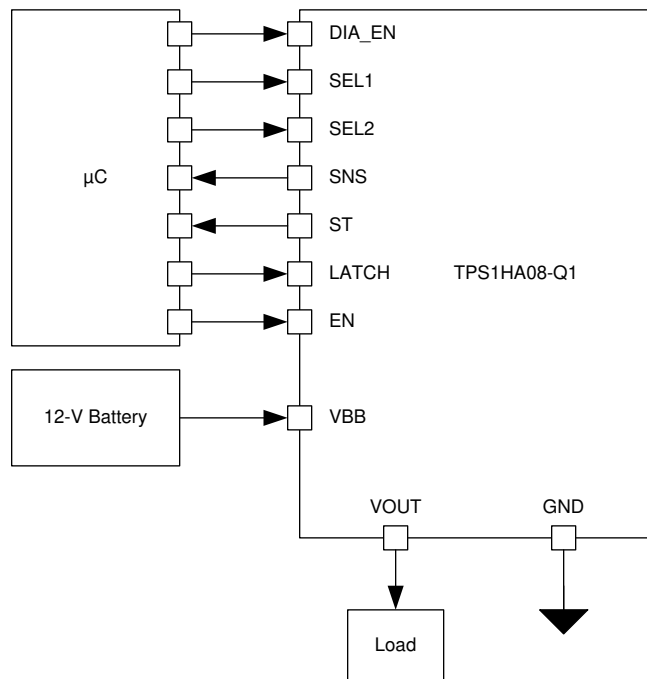 DIA_EN
SEL1
SEL2
µC
SNS
ST
LATCH
TPS1HA08-Q1
EN
12-V Battery
VBB
VOUT
GND
Load